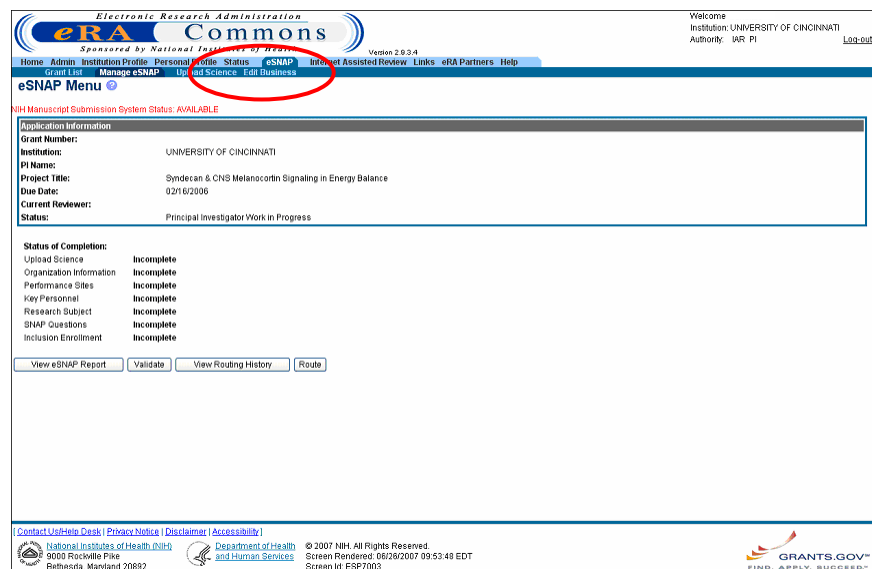 Electronic Research Administration
eRA Commons
Sponsored by National Institutes of Health
Version 2.9.3.4
Welcome
Institution: UNIVERSITY OF CINCINNATI
Authority: IAR PI Log-out
Home Admin Institution Profile Personal Profile Status eSNAP Internet Assisted Review Links eRA Partners Help
Grant List Manage eSNAP Upload Science Edit Business
eSNAP Menu ?
NIH Manuscript Submission System Status: AVAILABLE
Application Information
Grant Number:
Institution: UNIVERSITY OF CINCINNATI
PI Name:
Project Title: Syndecan & CNS Melanocortin Signaling in Energy Balance
Due Date: 02/16/2006
Current Reviewer:
Status: Principal Investigator Work in Progress
Status of Completion:
Upload Science Incomplete
Organization Information Incomplete
Performance Sites Incomplete
Key Personnel Incomplete
Research Subject Incomplete
SNAP Questions Incomplete
Inclusion Enrollment Incomplete
View eSNAP Report Validate View Routing History Route
[ Contact Us/Help Desk | Privacy Notice | Disclaimer | Accessibility ]
National Institutes of Health (NIH)
9000 Rockville Pike
Bethesda, Maryland 20892
Department of Health
and Human Services
© 2007 NIH. All Rights Reserved.
Screen Rendered: 06/26/2007 09:53:48 EDT
Screen Id: ESP7003
GRANTS.GOV℠
FIND. APPLY. SUCCEED.℠